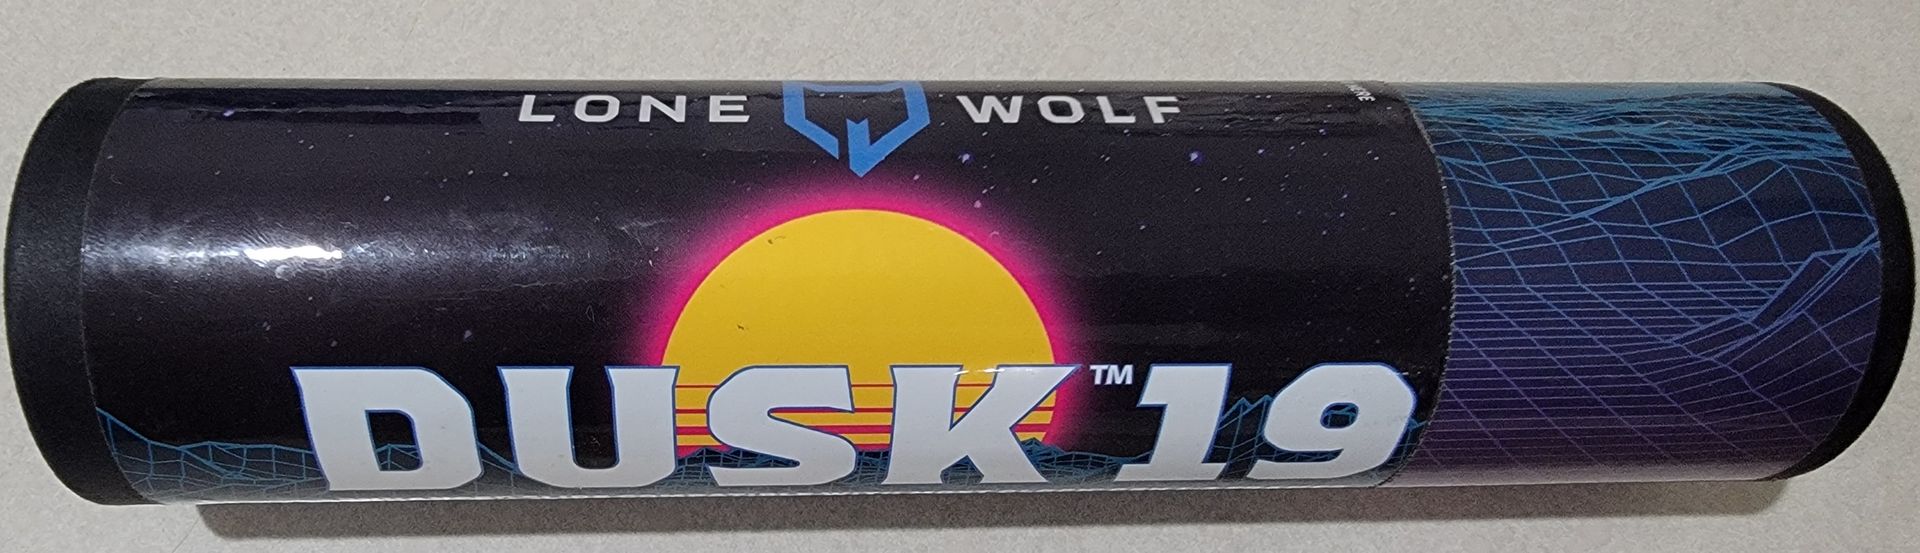 LONE WOLF
DUSK™ 19